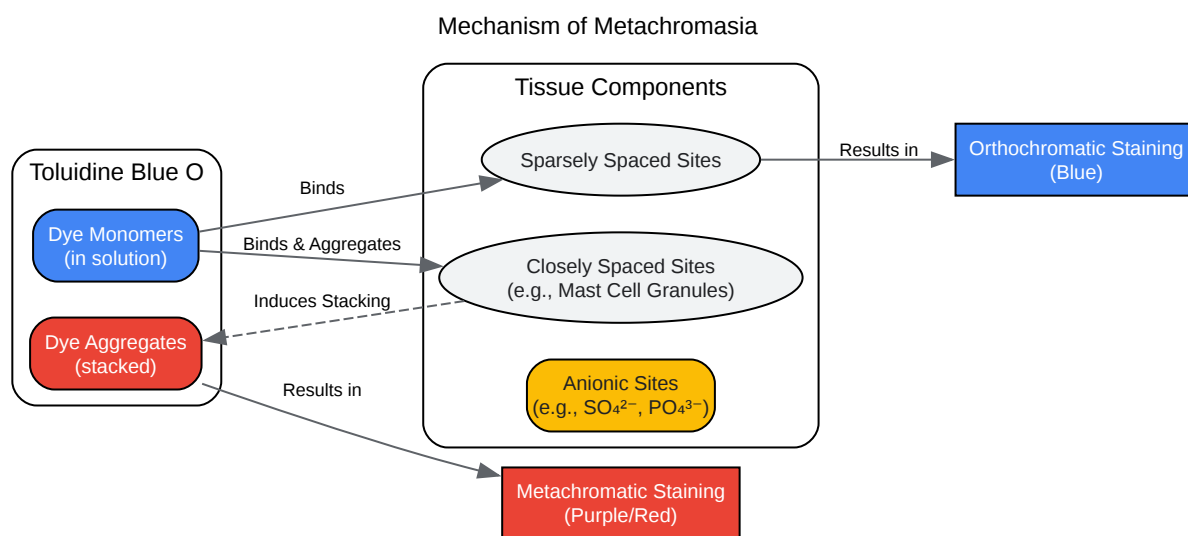 Mechanism of Metachromasia
Tissue Components
Toluidine Blue O
Sparsely Spaced Sites
Results in
Orthochromatic Staining
(Blue)
Binds
Dye Monomers
(in solution)
Binds & Aggregates
Closely Spaced Sites
(e.g., Mast Cell Granules)
Induces Stacking
Dye Aggregates
(stacked)
Results in
Anionic Sites
(e.g., SO₄²⁻, PO₄³⁻)
Metachromatic Staining
(Purple/Red)